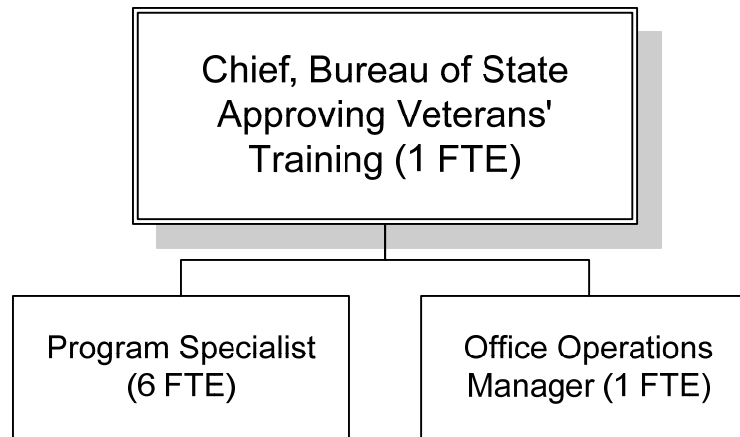 Chief, Bureau of State
Approving Veterans'
Training (1 FTE)
Program Specialist
(6 FTE)
Office Operations
Manager (1 FTE)